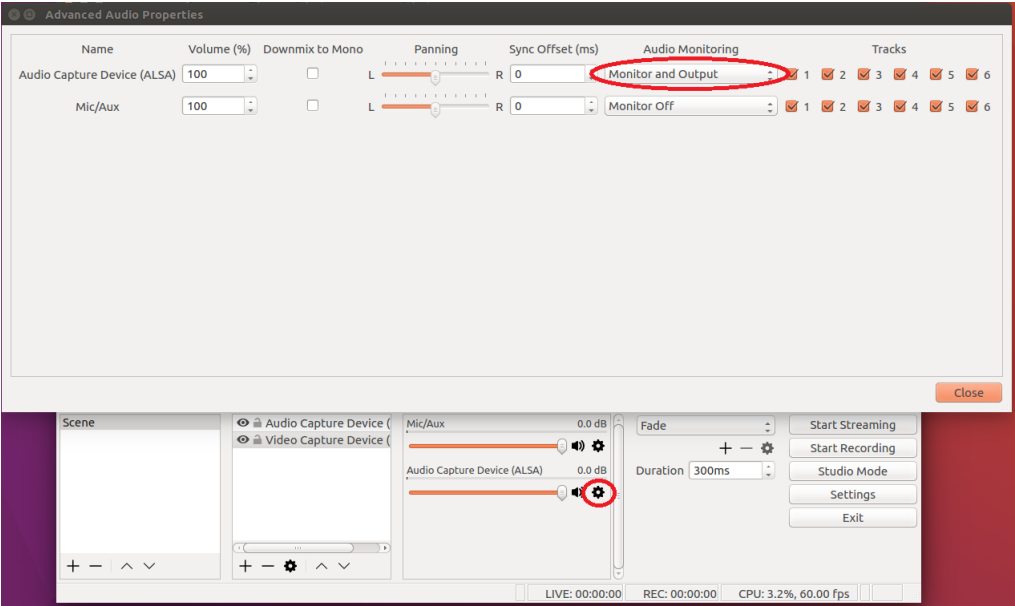 Advanced Audio Properties
Name Volume (%) Downmix to Mono Panning Sync Offset (ms) Audio Monitoring Tracks
Audio Capture Device (ALSA) 100 L R 0 Monitor and Output 1 2 3 4 5 6
Mic/Aux 100 L R 0 Monitor Off 1 2 3 4 5 6
Close
Scene Audio Capture Device ( Mic/Aux 0.0 dB Fade Start Streaming
Video Capture Device ( Start Recording
Audio Capture Device (ALSA) 0.0 dB Duration 300ms Studio Mode
Settings
Exit
LIVE: 00:00:00 REC: 00:00:00 CPU: 3.2%, 60.00 fps